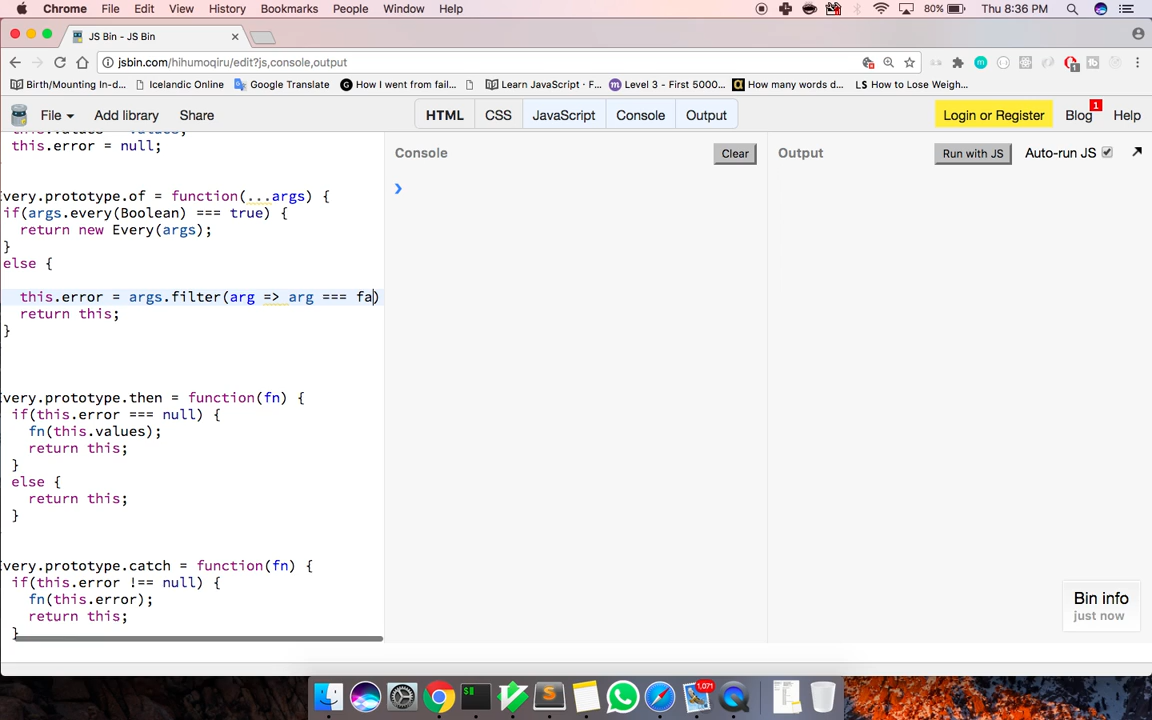 Chrome File Edit View History Bookmarks People Window Help 80% Thu 8:36 PM
JS Bin - JS Bin
jsbin.com/hihumoqiru/edit?js,console,output
Birth/Mounting In-d... Icelandic Online Google Translate How I went from fail... Learn JavaScript · F... Level 3 - First 5000... How many words d... LS How to Lose Weigh...
File Add library Share HTML CSS JavaScript Console Output Login or Register Blog 1 Help
this.error = null;
Console Clear Output Run with JS Auto-run JS
very.prototype.of = function(...args) {
if(args.every(Boolean) === true) {
return new Every(args);
}
else {
this.error = args.filter(arg => arg === fa)
return this;
}
very.prototype.then = function(fn) {
if(this.error === null) {
fn(this.values);
return this;
}
else {
return this;
}
very.prototype.catch = function(fn) {
if(this.error !== null) {
fn(this.error);
return this;
}
Bin info
just now
1,071